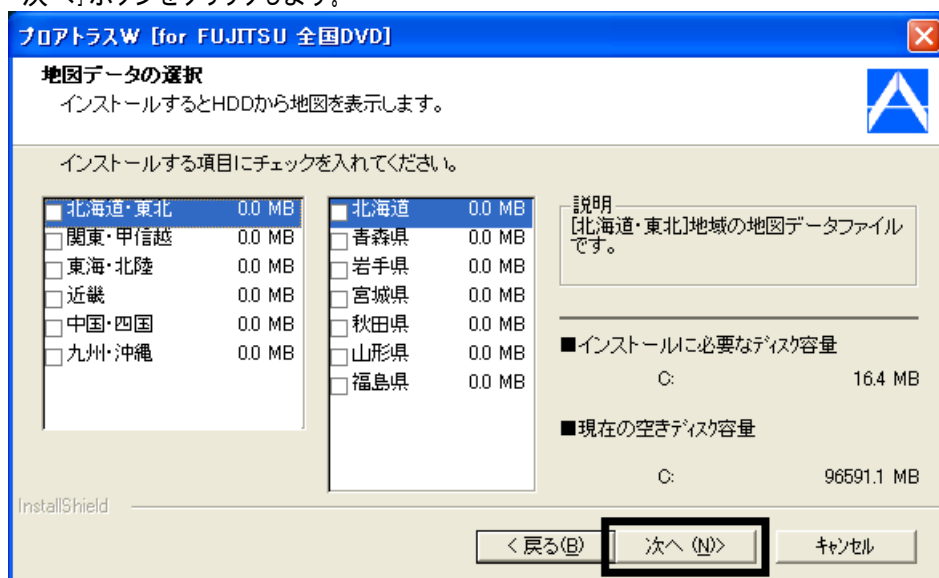 次へ]ボタンをクリックします。
プロアトラスW [for FUJITSU 全国DVD]
地図データの選択
インストールするとHDDから地図を表示します。
インストールする項目にチェックを入れてください。
北海道・東北 0.0 MB
関東・甲信越 0.0 MB
東海・北陸 0.0 MB
近畿 0.0 MB
中国・四国 0.0 MB
九州・沖縄 0.0 MB
北海道 0.0 MB
青森県 0.0 MB
岩手県 0.0 MB
宮城県 0.0 MB
秋田県 0.0 MB
山形県 0.0 MB
福島県 0.0 MB
説明
[北海道・東北]地域の地図データファイル
です。
■インストールに必要なディスク容量
C: 16.4 MB
■現在の空きディスク容量
C: 96591.1 MB
InstallShield
< 戻る(B) 次へ (N)> キャンセル